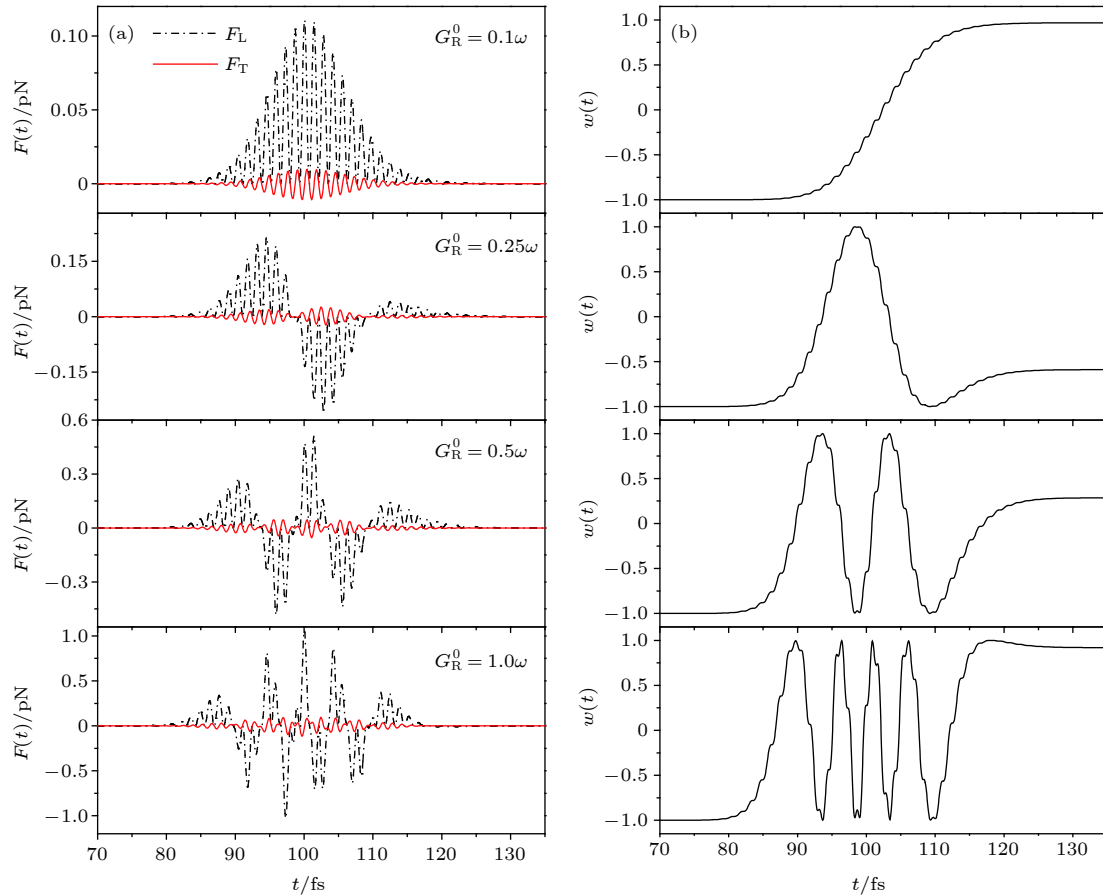 (a)
F_L
F_T
G_R^0 = 0.1ω
0.10
0.05
0
F(t)/pN
G_R^0 = 0.25ω
0.15
0
−0.15
F(t)/pN
G_R^0 = 0.5ω
0.6
0.3
0
−0.3
F(t)/pN
G_R^0 = 1.0ω
1.0
0.5
0
−0.5
−1.0
F(t)/pN
70 80 90 100 110 120 130
t/fs
(b)
1.0
0.5
0
−0.5
−1.0
w(t)
1.0
0.5
0
−0.5
−1.0
w(t)
1.0
0.5
0
−0.5
−1.0
w(t)
1.0
0.5
0
−0.5
−1.0
w(t)
70 80 90 100 110 120 130
t/fs